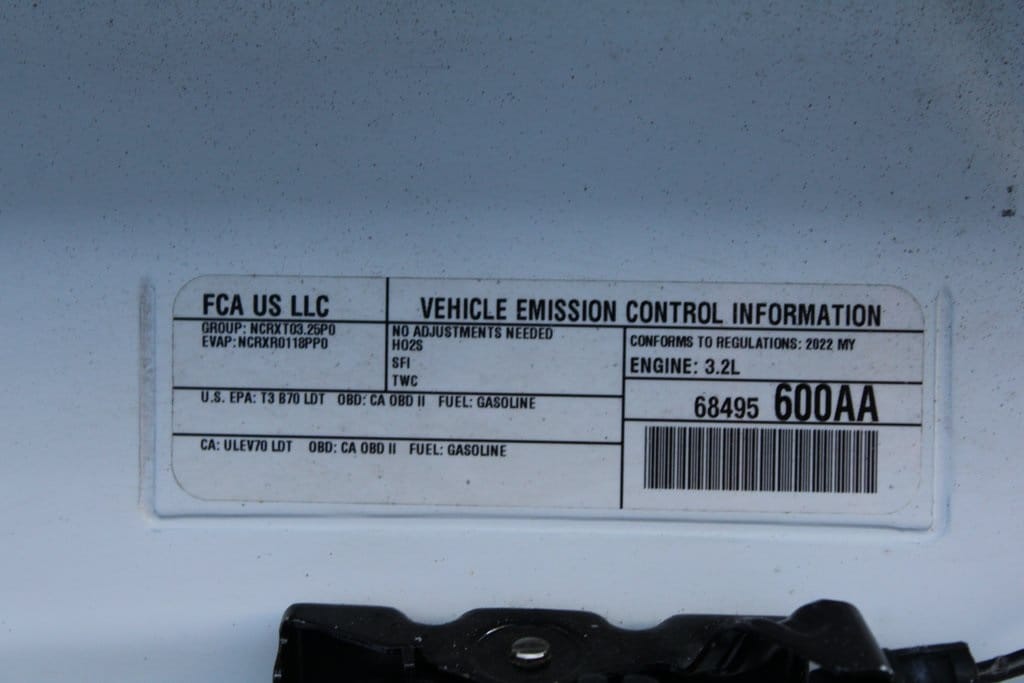 FCA US LLC
VEHICLE EMISSION CONTROL INFORMATION
GROUP: NCRXT03.25P0
EVAP: NCRXR0118PP0
NO ADJUSTMENTS NEEDED
HO2S
SFI
TWC
CONFORMS TO REGULATIONS: 2022 MY
ENGINE: 3.2L
U.S. EPA: T3 B70 LDT OBD: CA OBD II FUEL: GASOLINE
68495 600AA
CA: ULEV70 LDT OBD: CA OBD II FUEL: GASOLINE